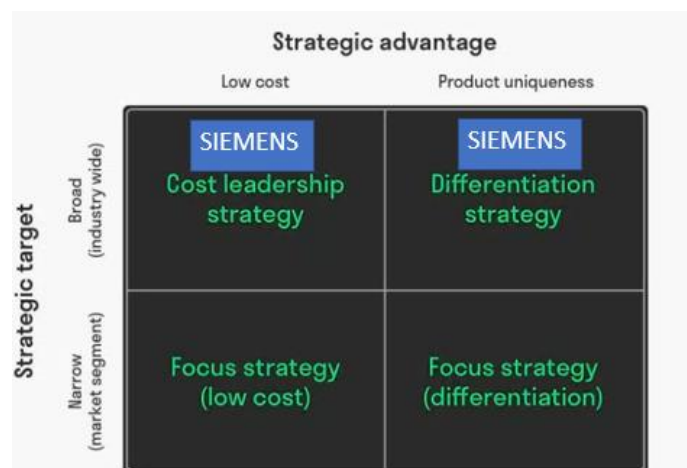 Strategic advantage
Low cost
Product uniqueness
Strategic target
Broad
(industry wide)
SIEMENS
Cost leadership
strategy
SIEMENS
Differentiation
strategy
Narrow
(market segment)
Focus strategy
(low cost)
Focus strategy
(differentiation)